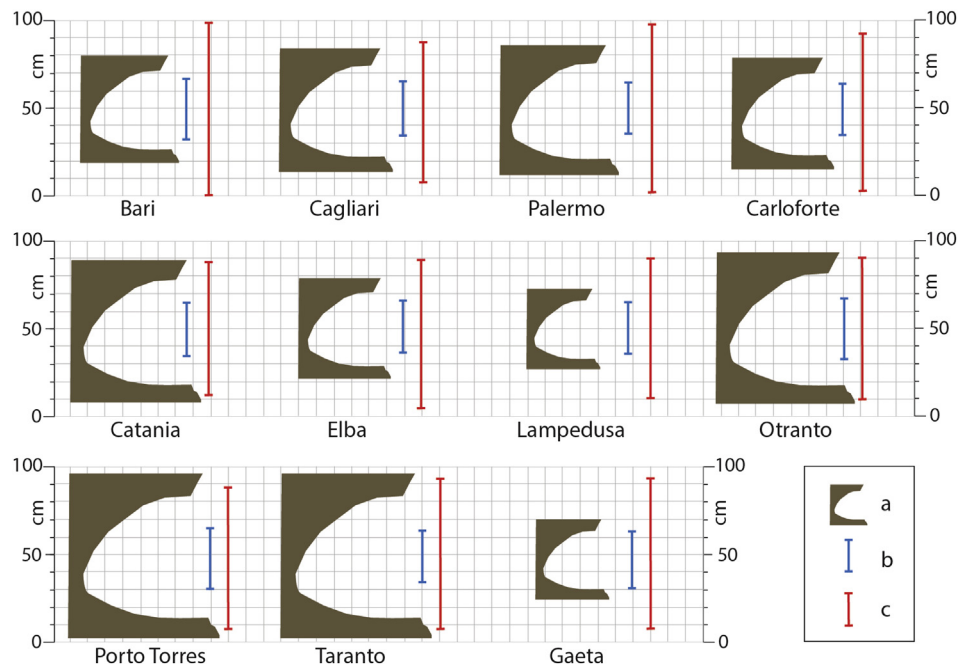 100 100
cm cm
50 50
0 0
Bari Cagliari Palermo Carloforte
100 100
cm cm
50 50
0 0
Catania Elba Lampedusa Otranto
100 100
cm cm a
50 50 b
0 0 c
Porto Torres Taranto Gaeta